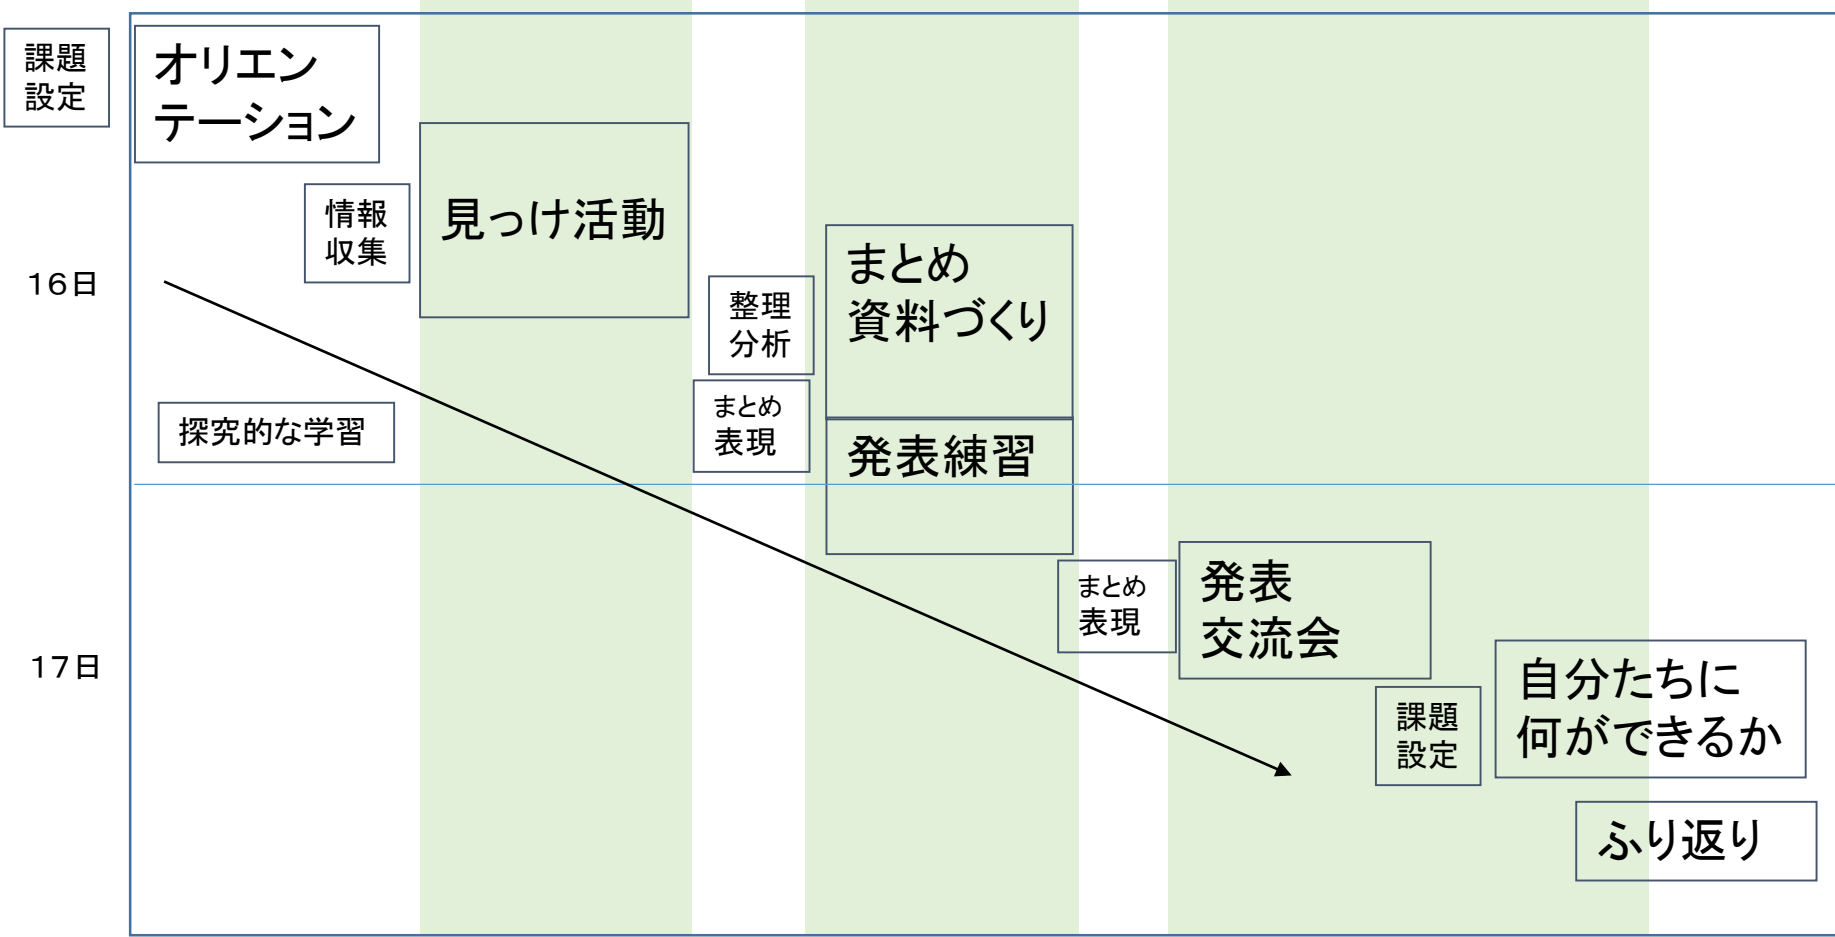 課題
設定
オリエン
テーション
情報
収集
見っけ活動
16日
整理
分析
まとめ
資料づくり
まとめ
表現
発表練習
探究的な学習
まとめ
表現
発表
交流会
17日
課題
設定
自分たちに
何ができるか
ふり返り